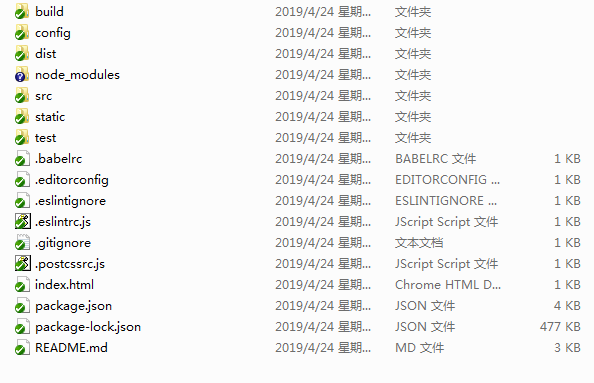 build 2019/4/24 星期... 文件夹
config 2019/4/24 星期... 文件夹
dist 2019/4/24 星期... 文件夹
node_modules 2019/4/24 星期... 文件夹
src 2019/4/24 星期... 文件夹
static 2019/4/24 星期... 文件夹
test 2019/4/24 星期... 文件夹
.babelrc 2019/4/24 星期... BABELRC 文件 1 KB
.editorconfig 2019/4/24 星期... EDITORCONFIG ... 1 KB
.eslintignore 2019/4/24 星期... ESLINTIGNORE ... 1 KB
.eslintrc.js 2019/4/24 星期... JScript Script 文件 1 KB
.gitignore 2019/4/24 星期... 文本文档 1 KB
.postcssrc.js 2019/4/24 星期... JScript Script 文件 1 KB
index.html 2019/4/24 星期... Chrome HTML D... 1 KB
package.json 2019/4/24 星期... JSON 文件 4 KB
package-lock.json 2019/4/24 星期... JSON 文件 477 KB
README.md 2019/4/24 星期... MD 文件 3 KB